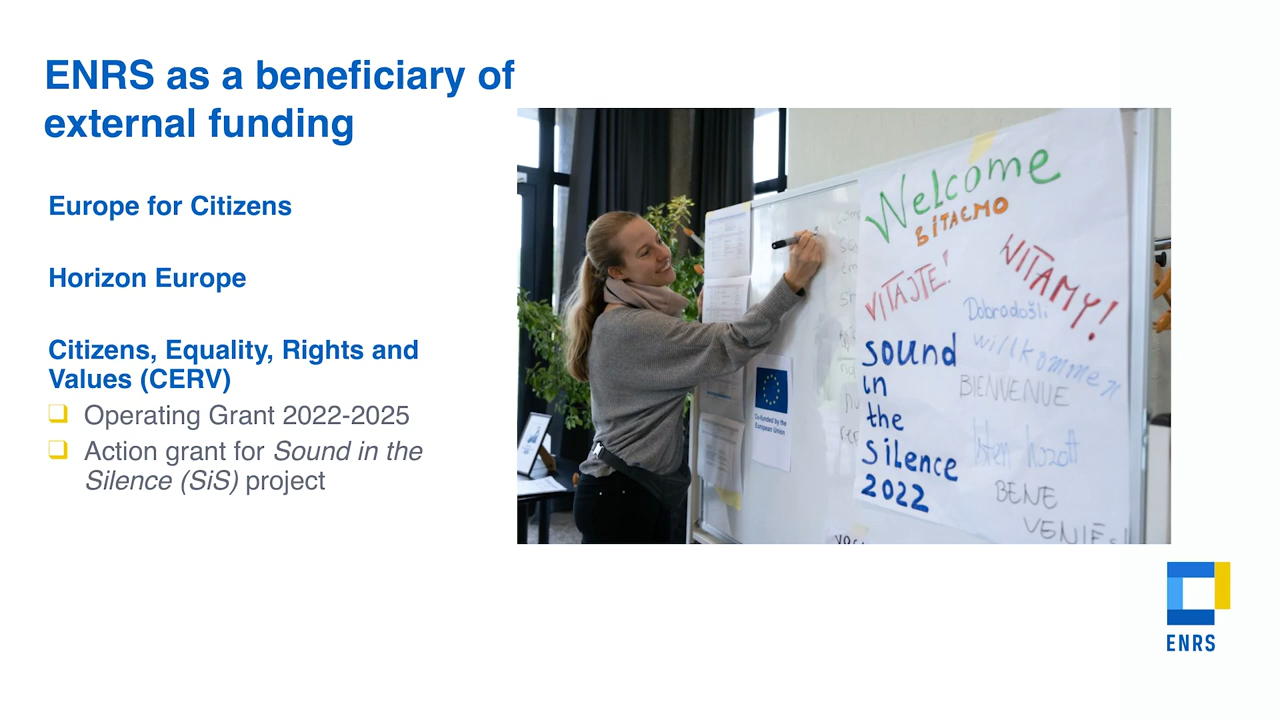 ENRS as a beneficiary of
external funding
Europe for Citizens
Horizon Europe
Citizens, Equality, Rights and
Values (CERV)
Operating Grant 2022-2025
Action grant for Sound in the
Silence (SiS) project
Welcome
ВІТАЄМО
VITAJTE!
WITAMY!
Dobrodošli
willkommen
BIENVENUE
sound
in
the
silence
2022
BENE
VENIE
Co-funded by the
European Union
ENRS